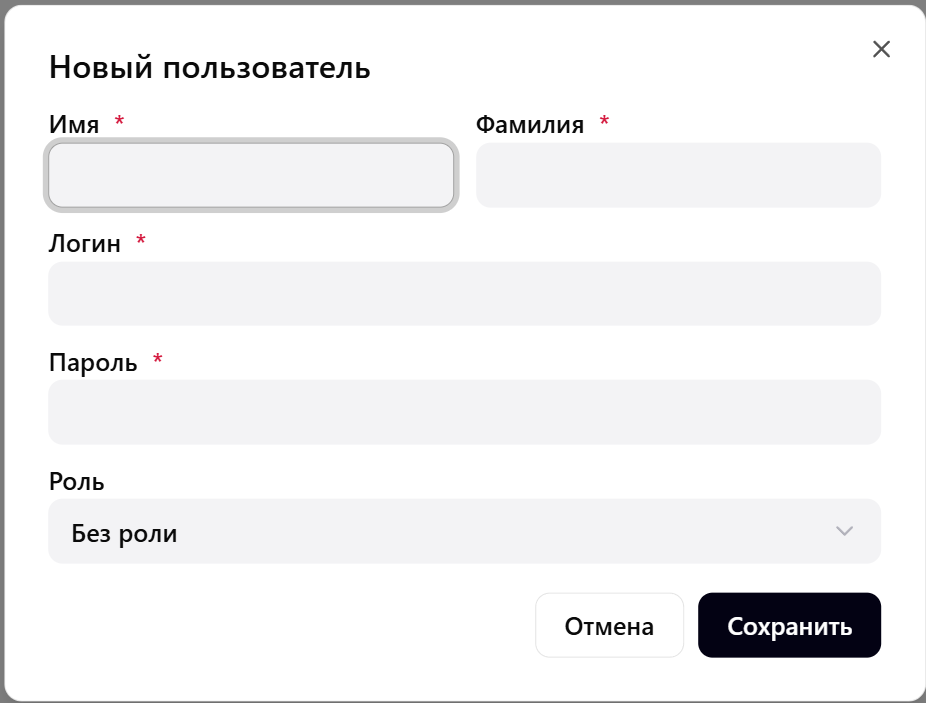 Новый пользователь
Имя *
Фамилия *
Логин *
Пароль *
Роль
Без роли
Отмена
Сохранить